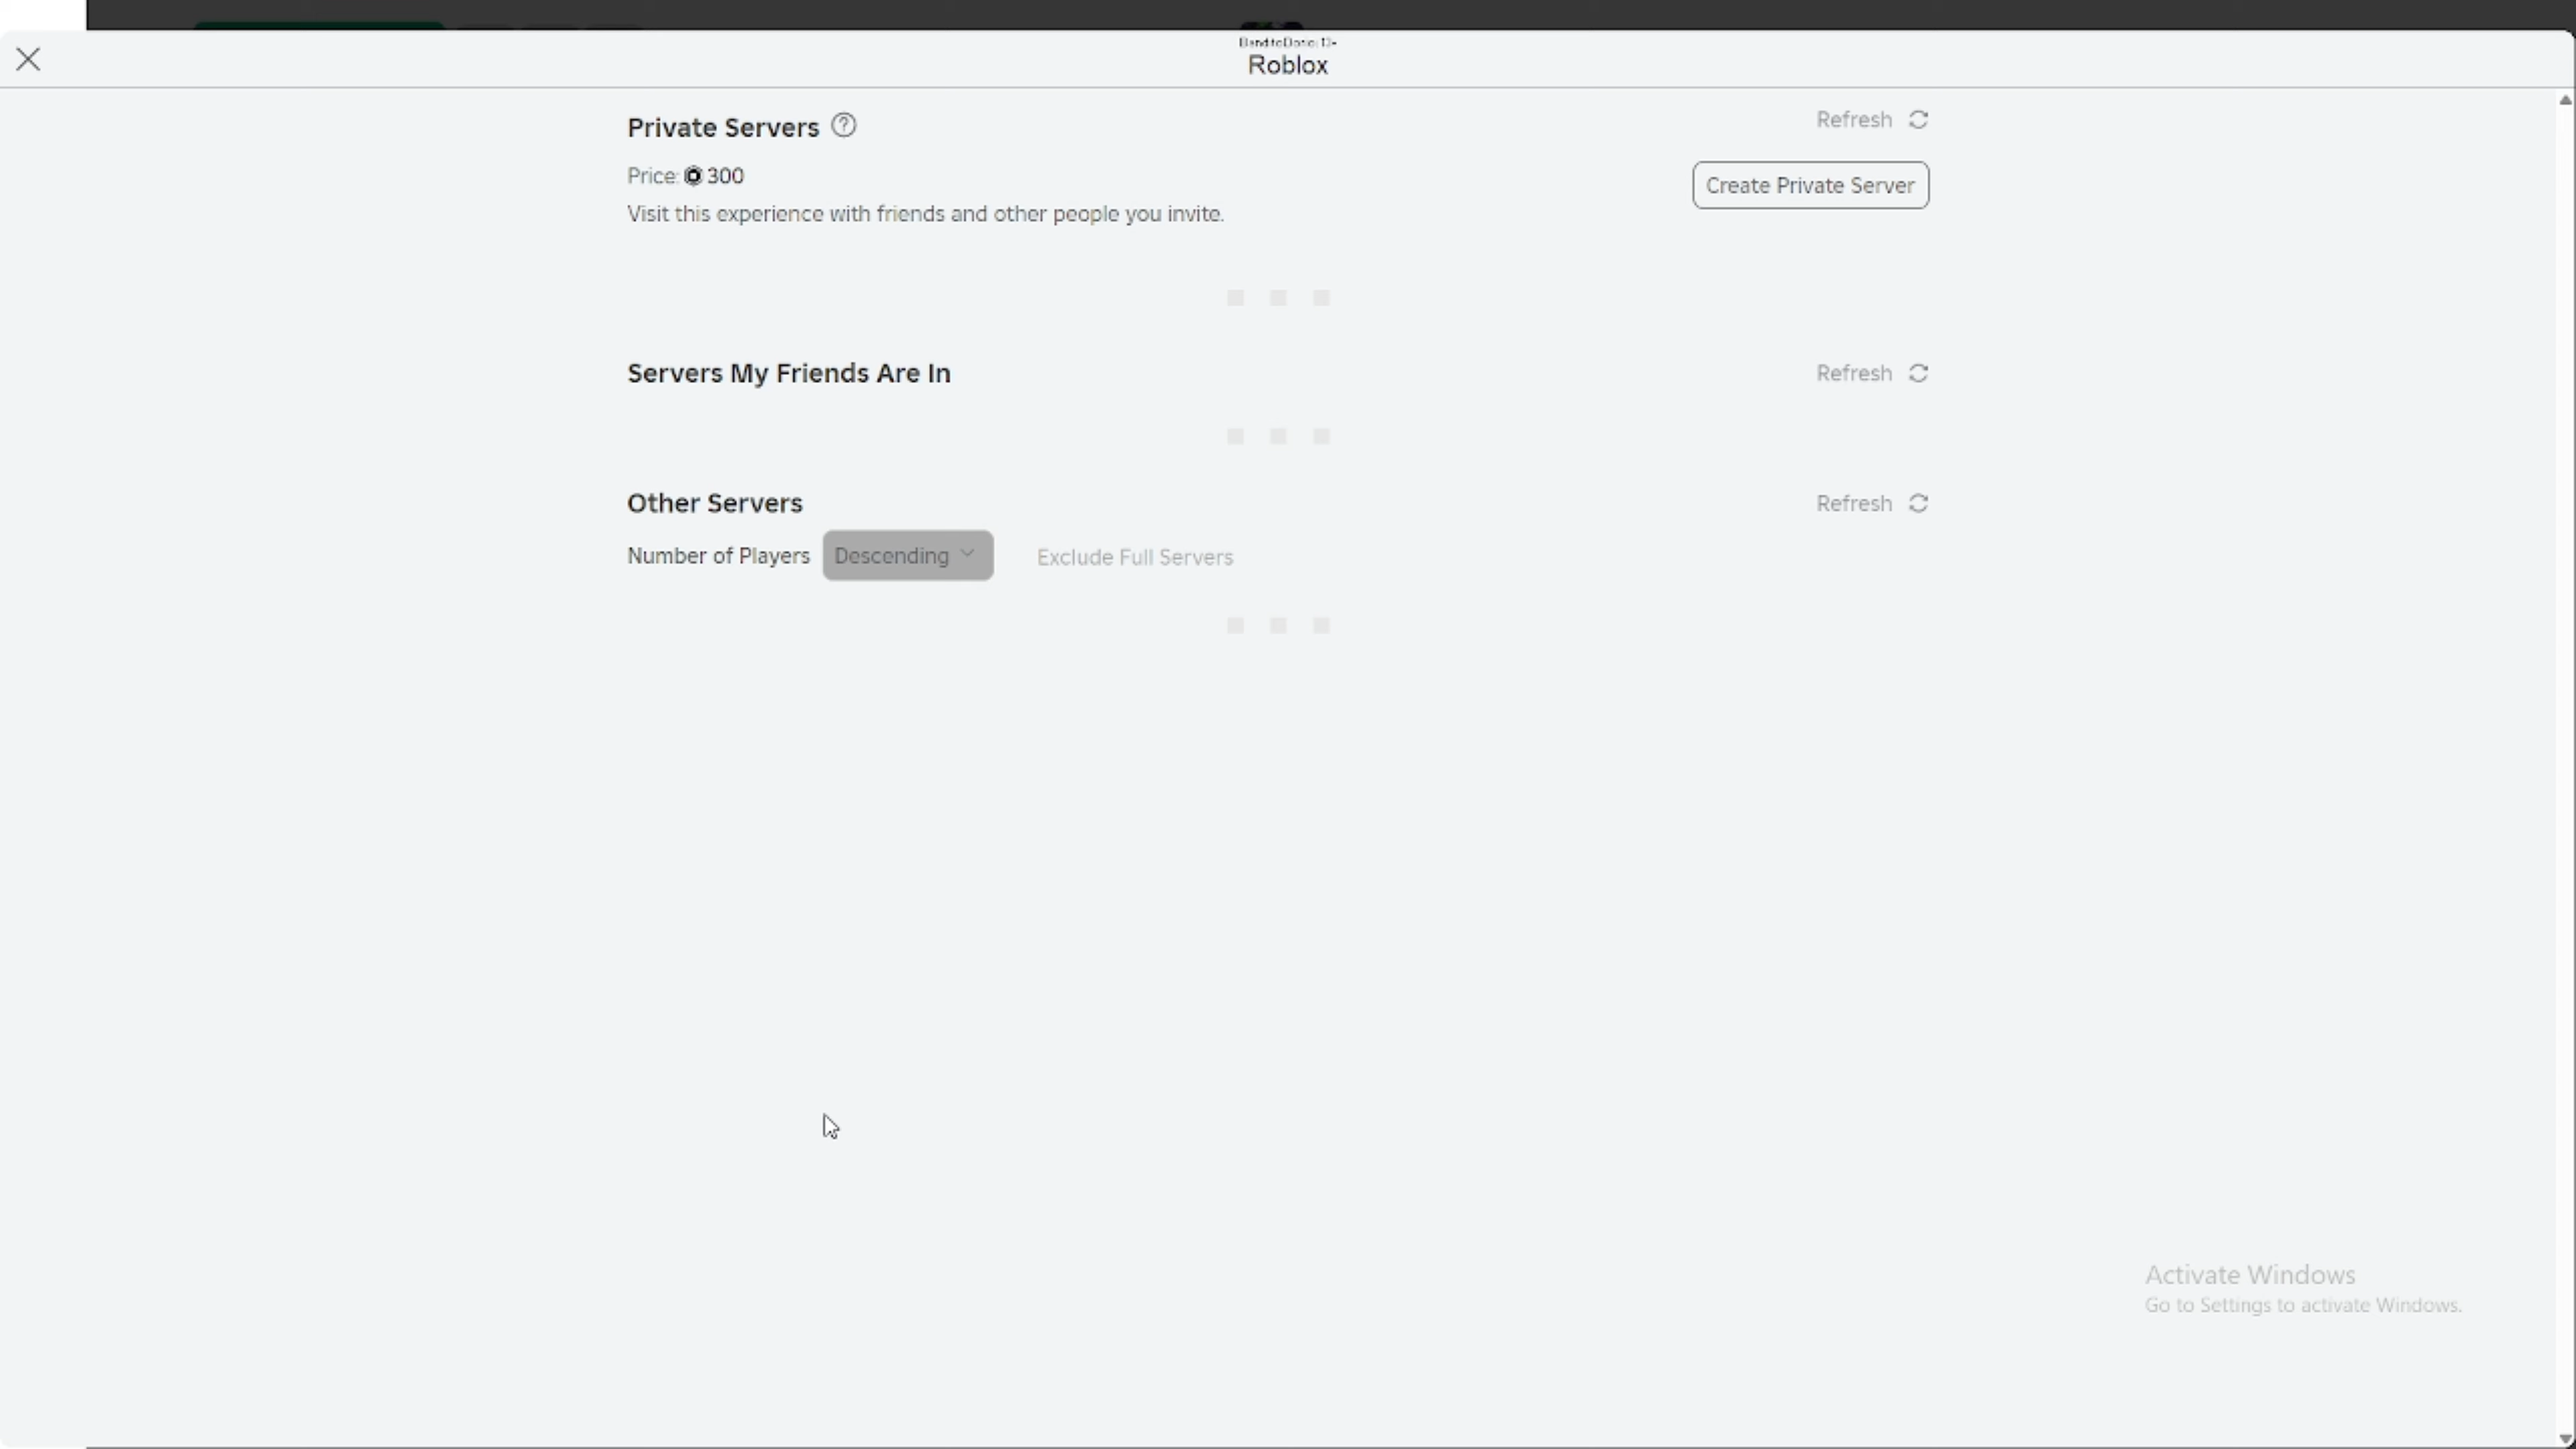 Roblox
Private Servers
Refresh
Price: 300
Create Private Server
Visit this experience with friends and other people you invite.
Servers My Friends Are In
Refresh
Other Servers
Refresh
Number of Players Descending Exclude Full Servers
Activate Windows
Go to Settings to activate Windows.